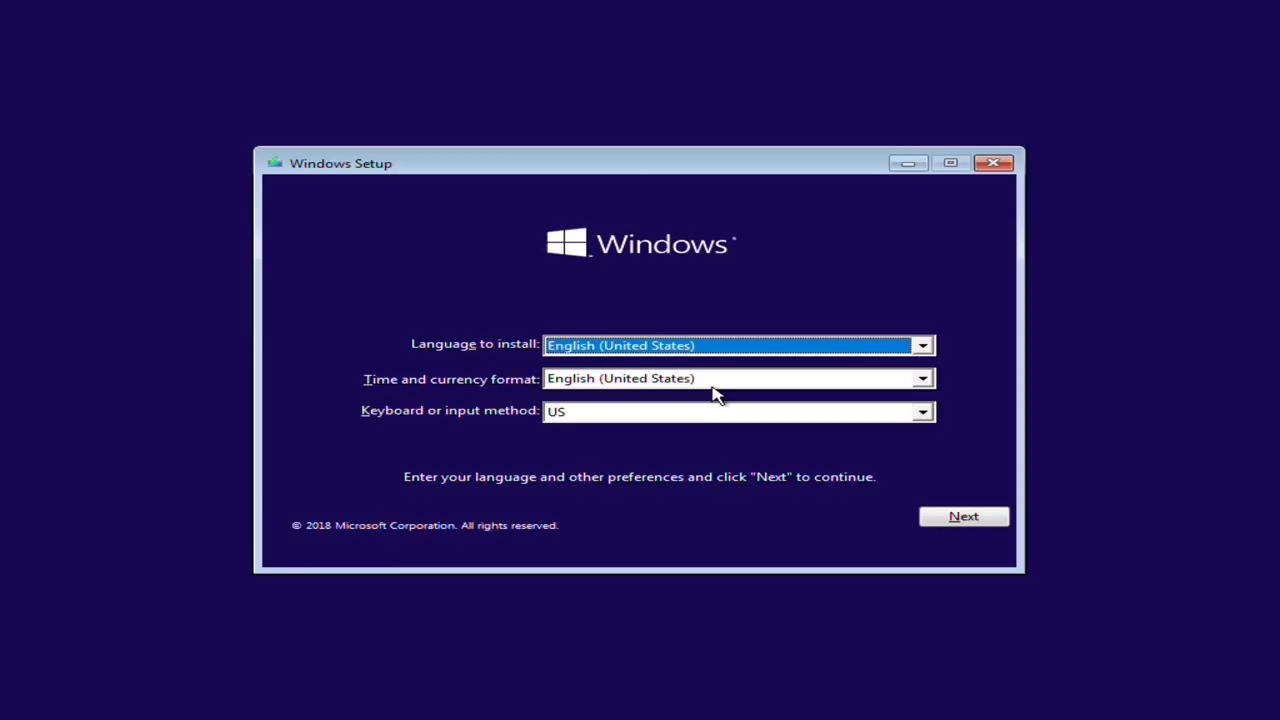 Windows Setup
Windows
Language to install: English (United States)
Time and currency format: English (United States)
Keyboard or input method: US
Enter your language and other preferences and click "Next" to continue.
Next
© 2018 Microsoft Corporation. All rights reserved.